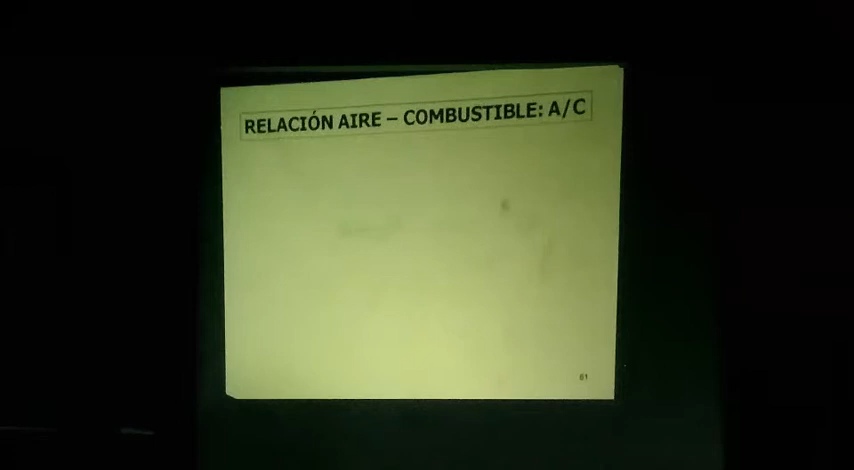 RELACIÓN AIRE – COMBUSTIBLE: A/C
61